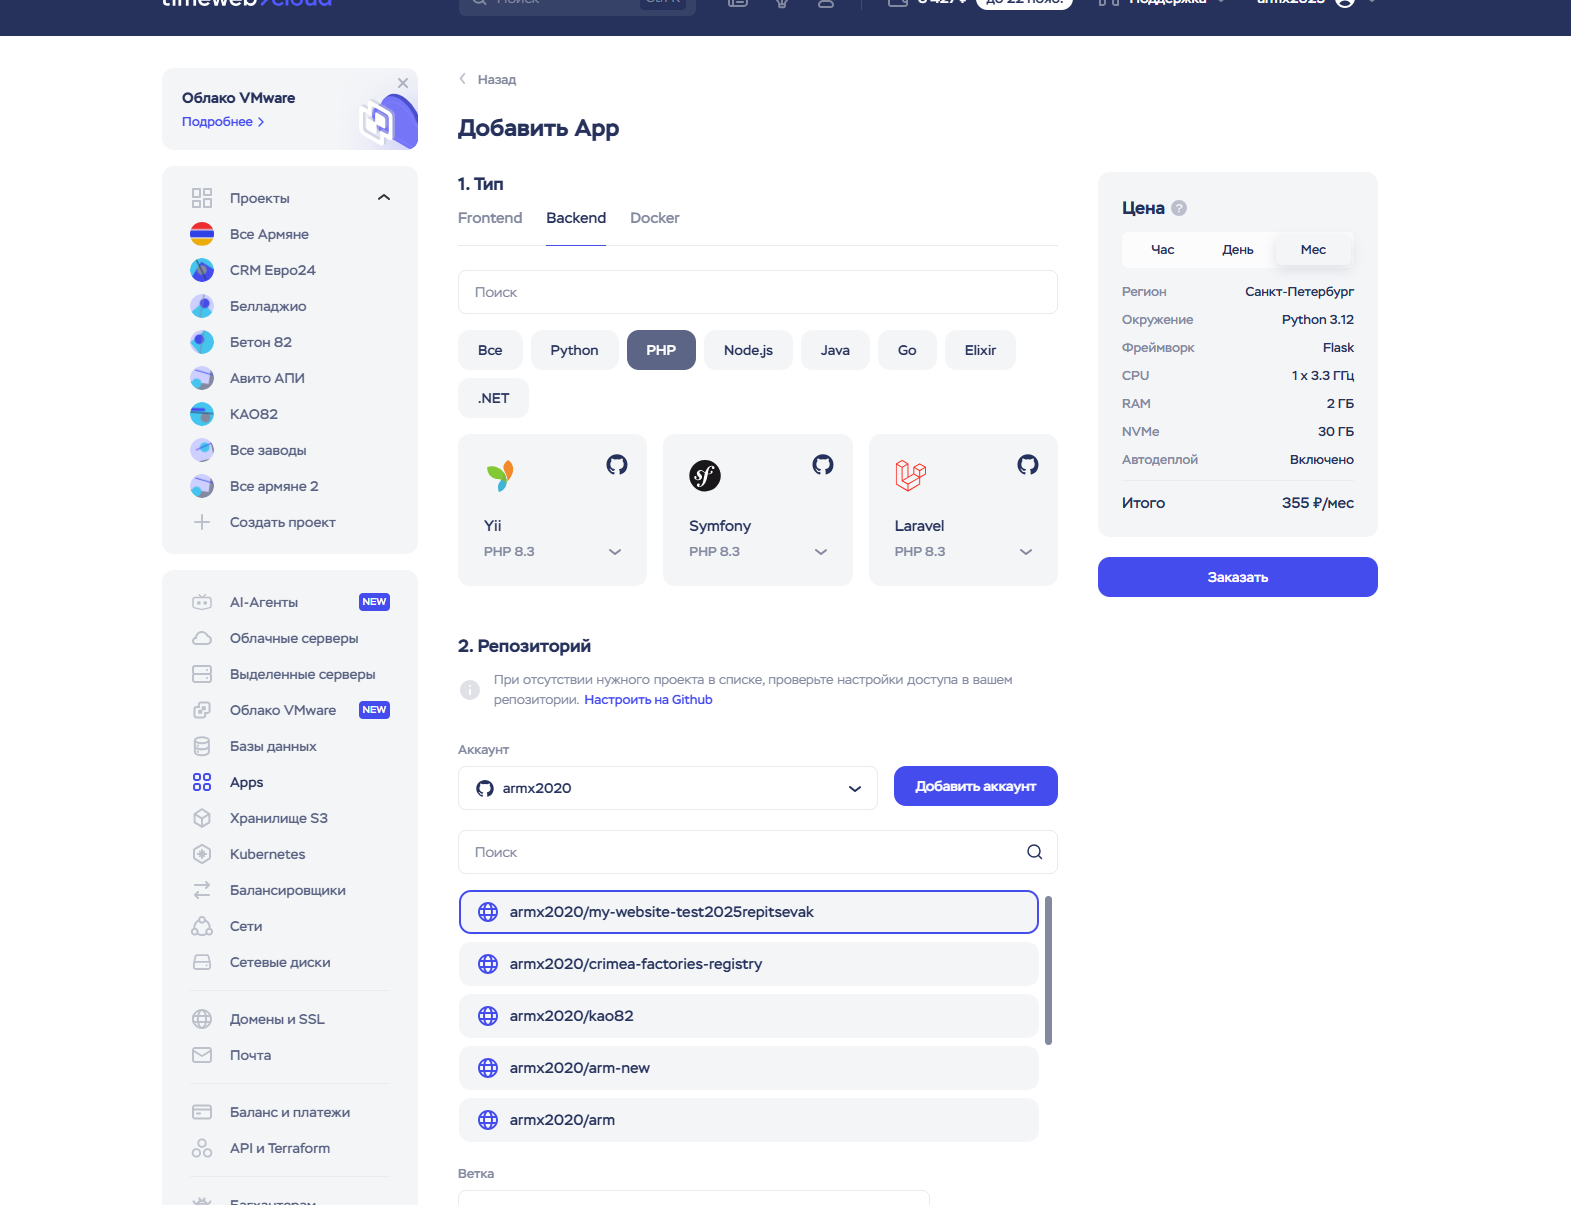 timeweb>cloud
Поиск
Ctrl K
до 22 нояб.
Поддержка
armx2025
Облако VMware
Подробнее
Проекты
Все Армяне
CRM Евро24
Белладжио
Бетон 82
Авито АПИ
КАО82
Все заводы
Все армяне 2
Создать проект
AI-Агенты
NEW
Облачные серверы
Выделенные серверы
Облако VMware
NEW
Базы данных
Apps
Хранилище S3
Kubernetes
Балансировщики
Сети
Сетевые диски
Домены и SSL
Почта
Баланс и платежи
API и Terraform
Назад
Добавить App
1. Тип
Frontend Backend Docker
Поиск
Все Python PHP Node.js Java Go Elixir
.NET
Yii
PHP 8.3
Symfony
PHP 8.3
Laravel
PHP 8.3
2. Репозиторий
При отсутствии нужного проекта в списке, проверьте настройки доступа в вашем
репозитории. Настроить на Github
Аккаунт
armx2020
Добавить аккаунт
Поиск
armx2020/my-website-test2025repitsevak
armx2020/crimea-factories-registry
armx2020/kao82
armx2020/arm-new
armx2020/arm
Ветка
Цена
?
Час День Мес
Регион Санкт-Петербург
Окружение Python 3.12
Фреймворк Flask
CPU 1 x 3.3 ГГц
RAM 2 ГБ
NVMe 30 ГБ
Автодеплой Включено
Итого 355 ₽/мес
Заказать